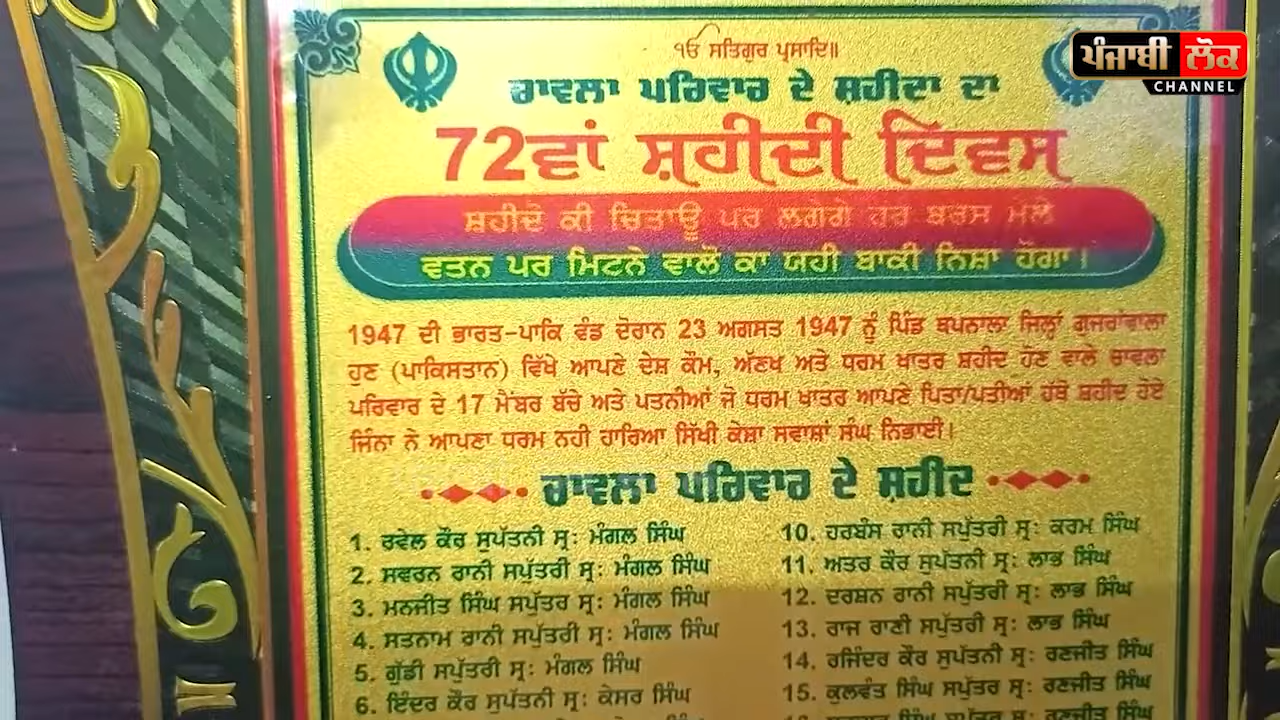 ੴ ਸਤਿਗੁਰ ਪ੍ਰਸਾਦਿ॥
ਪੰਜਾਬੀ ਲੋਕ
CHANNEL
ਚਾਵਲਾ ਪਰਿਵਾਰ ਦੇ ਸ਼ਹੀਦਾ ਦਾ
72ਵਾਂ ਸ਼ਹੀਦੀ ਦਿਵਸ
ਸ਼ਹੀਦੋ ਕੀ ਚਿਤਾਊ ਪਰ ਲਗੇਗੇ ਹਰ ਬਰਸ ਮੇਲੇ
ਵਤਨ ਪਰ ਮਿਟਨੇ ਵਾਲੋ ਕਾ ਯਹੀ ਬਾਕੀ ਨਿਸ਼ਾ ਹੋਗਾ।
1947 ਦੀ ਭਾਰਤ-ਪਾਕਿ ਵੰਡ ਦੋਰਾਨ 23 ਅਗਸਤ 1947 ਨੂੰ ਪਿੰਡ ਬਪਨਾਲਾ ਜਿਲ੍ਹਾਂ ਗੁਜਰਾਂਵਾਲਾ
ਹੁਣ (ਪਾਕਿਸਤਾਨ) ਵਿੱਖੇ ਆਪਣੇ ਦੇਸ਼ ਕੌਮ, ਅੱਣਖ ਅਤੇ ਧਰਮ ਖਾਤਰ ਸ਼ਹੀਦ ਹੋਣ ਵਾਲੇ ਚਾਵਲਾ
ਪਰਿਵਾਰ ਦੇ 17 ਮੈਂਬਰ ਬੱਚੇ ਅਤੇ ਪਤਨੀਆਂ ਜੋ ਧਰਮ ਖਾਤਰ ਆਪਣੇ ਪਿਤਾ/ਪਤੀਆਂ ਹੱਥੋ ਸ਼ਹੀਦ ਹੋਏ
ਜਿੰਨਾ ਨੇ ਆਪਣਾ ਧਰਮ ਨਹੀ ਹਾਰਿਆ ਸਿੱਖੀ ਕੇਸ਼ਾ ਸਵਾਸ਼ਾਂ ਸੰਘ ਨਿਭਾਈ।
ਚਾਵਲਾ ਪਰਿਵਾਰ ਦੇ ਸ਼ਹੀਦ
1. ਰਵੇਲ ਕੌਰ ਸੁਪੱਤਨੀ ਸ੍ਰ: ਮੰਗਲ ਸਿੰਘ
2. ਸਵਰਨ ਰਾਨੀ ਸਪੁੱਤਰੀ ਸ੍ਰ: ਮੰਗਲ ਸਿੰਘ
3. ਮਨਜੀਤ ਸਿੰਘ ਸਪੁੱਤਰ ਸ੍ਰ: ਮੰਗਲ ਸਿੰਘ
4. ਸਤਨਾਮ ਰਾਨੀ ਸਪੁੱਤਰੀ ਸ੍ਰ: ਮੰਗਲ ਸਿੰਘ
5. ਗੁੱਡੀ ਸਪੁੱਤਰੀ ਸ੍ਰ: ਮੰਗਲ ਸਿੰਘ
6. ਇੰਦਰ ਕੌਰ ਸੁਪੱਤਨੀ ਸ੍ਰ: ਕੇਸਰ ਸਿੰਘ
10. ਹਰਬੰਸ ਰਾਨੀ ਸਪੁੱਤਰੀ ਸ੍ਰ: ਕਰਮ ਸਿੰਘ
11. ਅਤਰ ਕੌਰ ਸੁਪੱਤਨੀ ਸ੍ਰ: ਲਾਭ ਸਿੰਘ
12. ਦਰਸ਼ਨ ਰਾਨੀ ਸਪੁੱਤਰੀ ਸ੍ਰ: ਲਾਭ ਸਿੰਘ
13. ਰਾਜ ਰਾਣੀ ਸਪੁੱਤਰੀ ਸ੍ਰ: ਲਾਭ ਸਿੰਘ
14. ਰਜਿੰਦਰ ਕੌਰ ਸੁਪੱਤਨੀ ਸ੍ਰ: ਰਣਜੀਤ ਸਿੰਘ
15. ਕੁਲਵੰਤ ਸਿੰਘ ਸਪੁੱਤਰ ਸ੍ਰ: ਰਣਜੀਤ ਸਿੰਘ